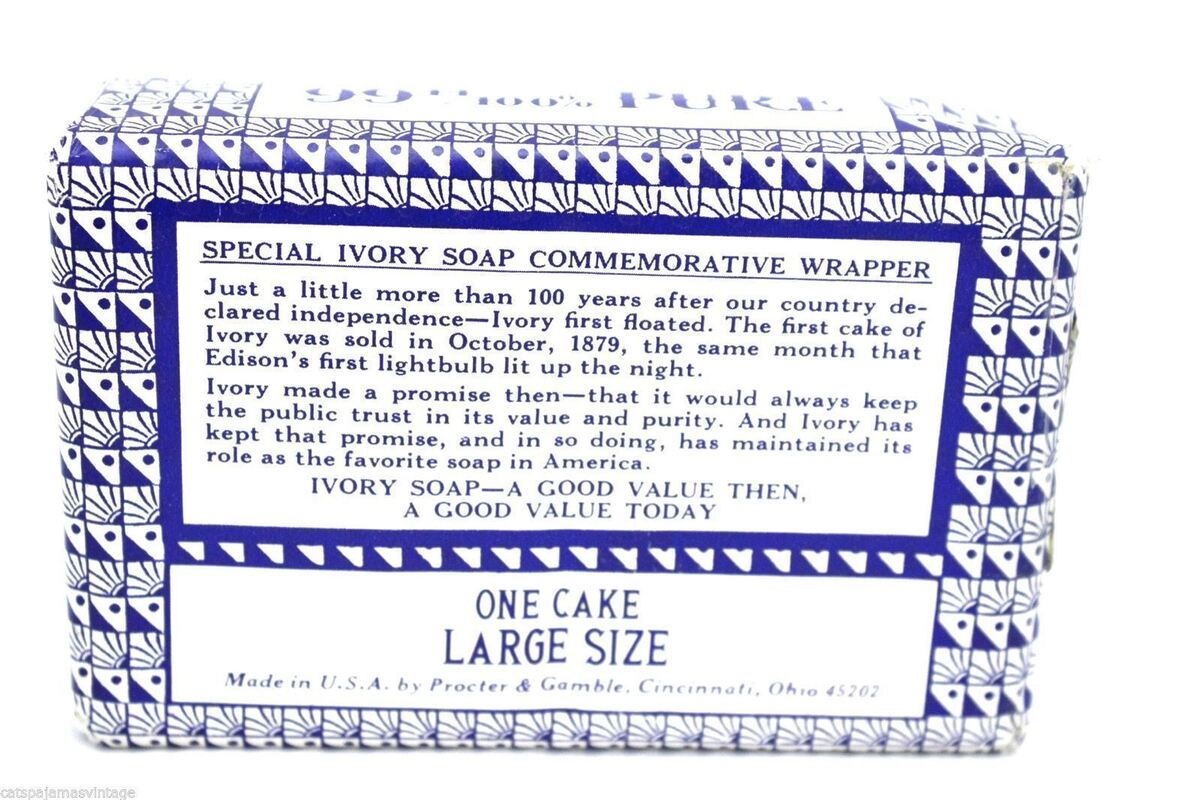 99 44/100% PURE
SPECIAL IVORY SOAP COMMEMORATIVE WRAPPER
Just a little more than 100 years after our country de-
clared independence—Ivory first floated. The first cake of
Ivory was sold in October, 1879, the same month that
Edison's first lightbulb lit up the night.
Ivory made a promise then—that it would always keep
the public trust in its value and purity. And Ivory has
kept that promise, and in so doing, has maintained its
role as the favorite soap in America.
IVORY SOAP—A GOOD VALUE THEN,
A GOOD VALUE TODAY
ONE CAKE
LARGE SIZE
Made in U.S.A. by Procter & Gamble, Cincinnati, Ohio 45202
catspajamasvintage